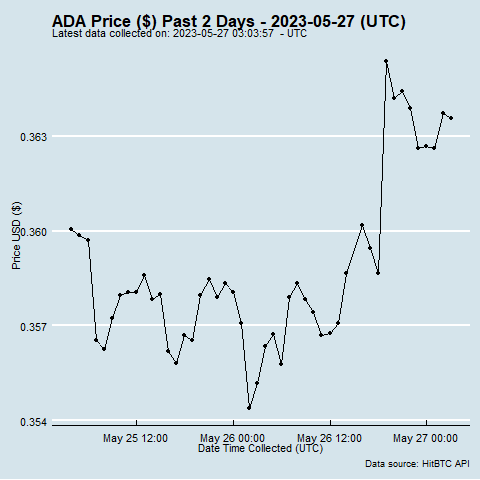 ADA Price ($) Past 2 Days - 2023-05-27 (UTC)
Latest data collected on: 2023-05-27 03:03:57 - UTC
0.363
0.360
0.357
0.354
Price USD ($)
May 25 12:00
May 26 00:00
May 26 12:00
May 27 00:00
Date Time Collected (UTC)
Data source: HitBTC API